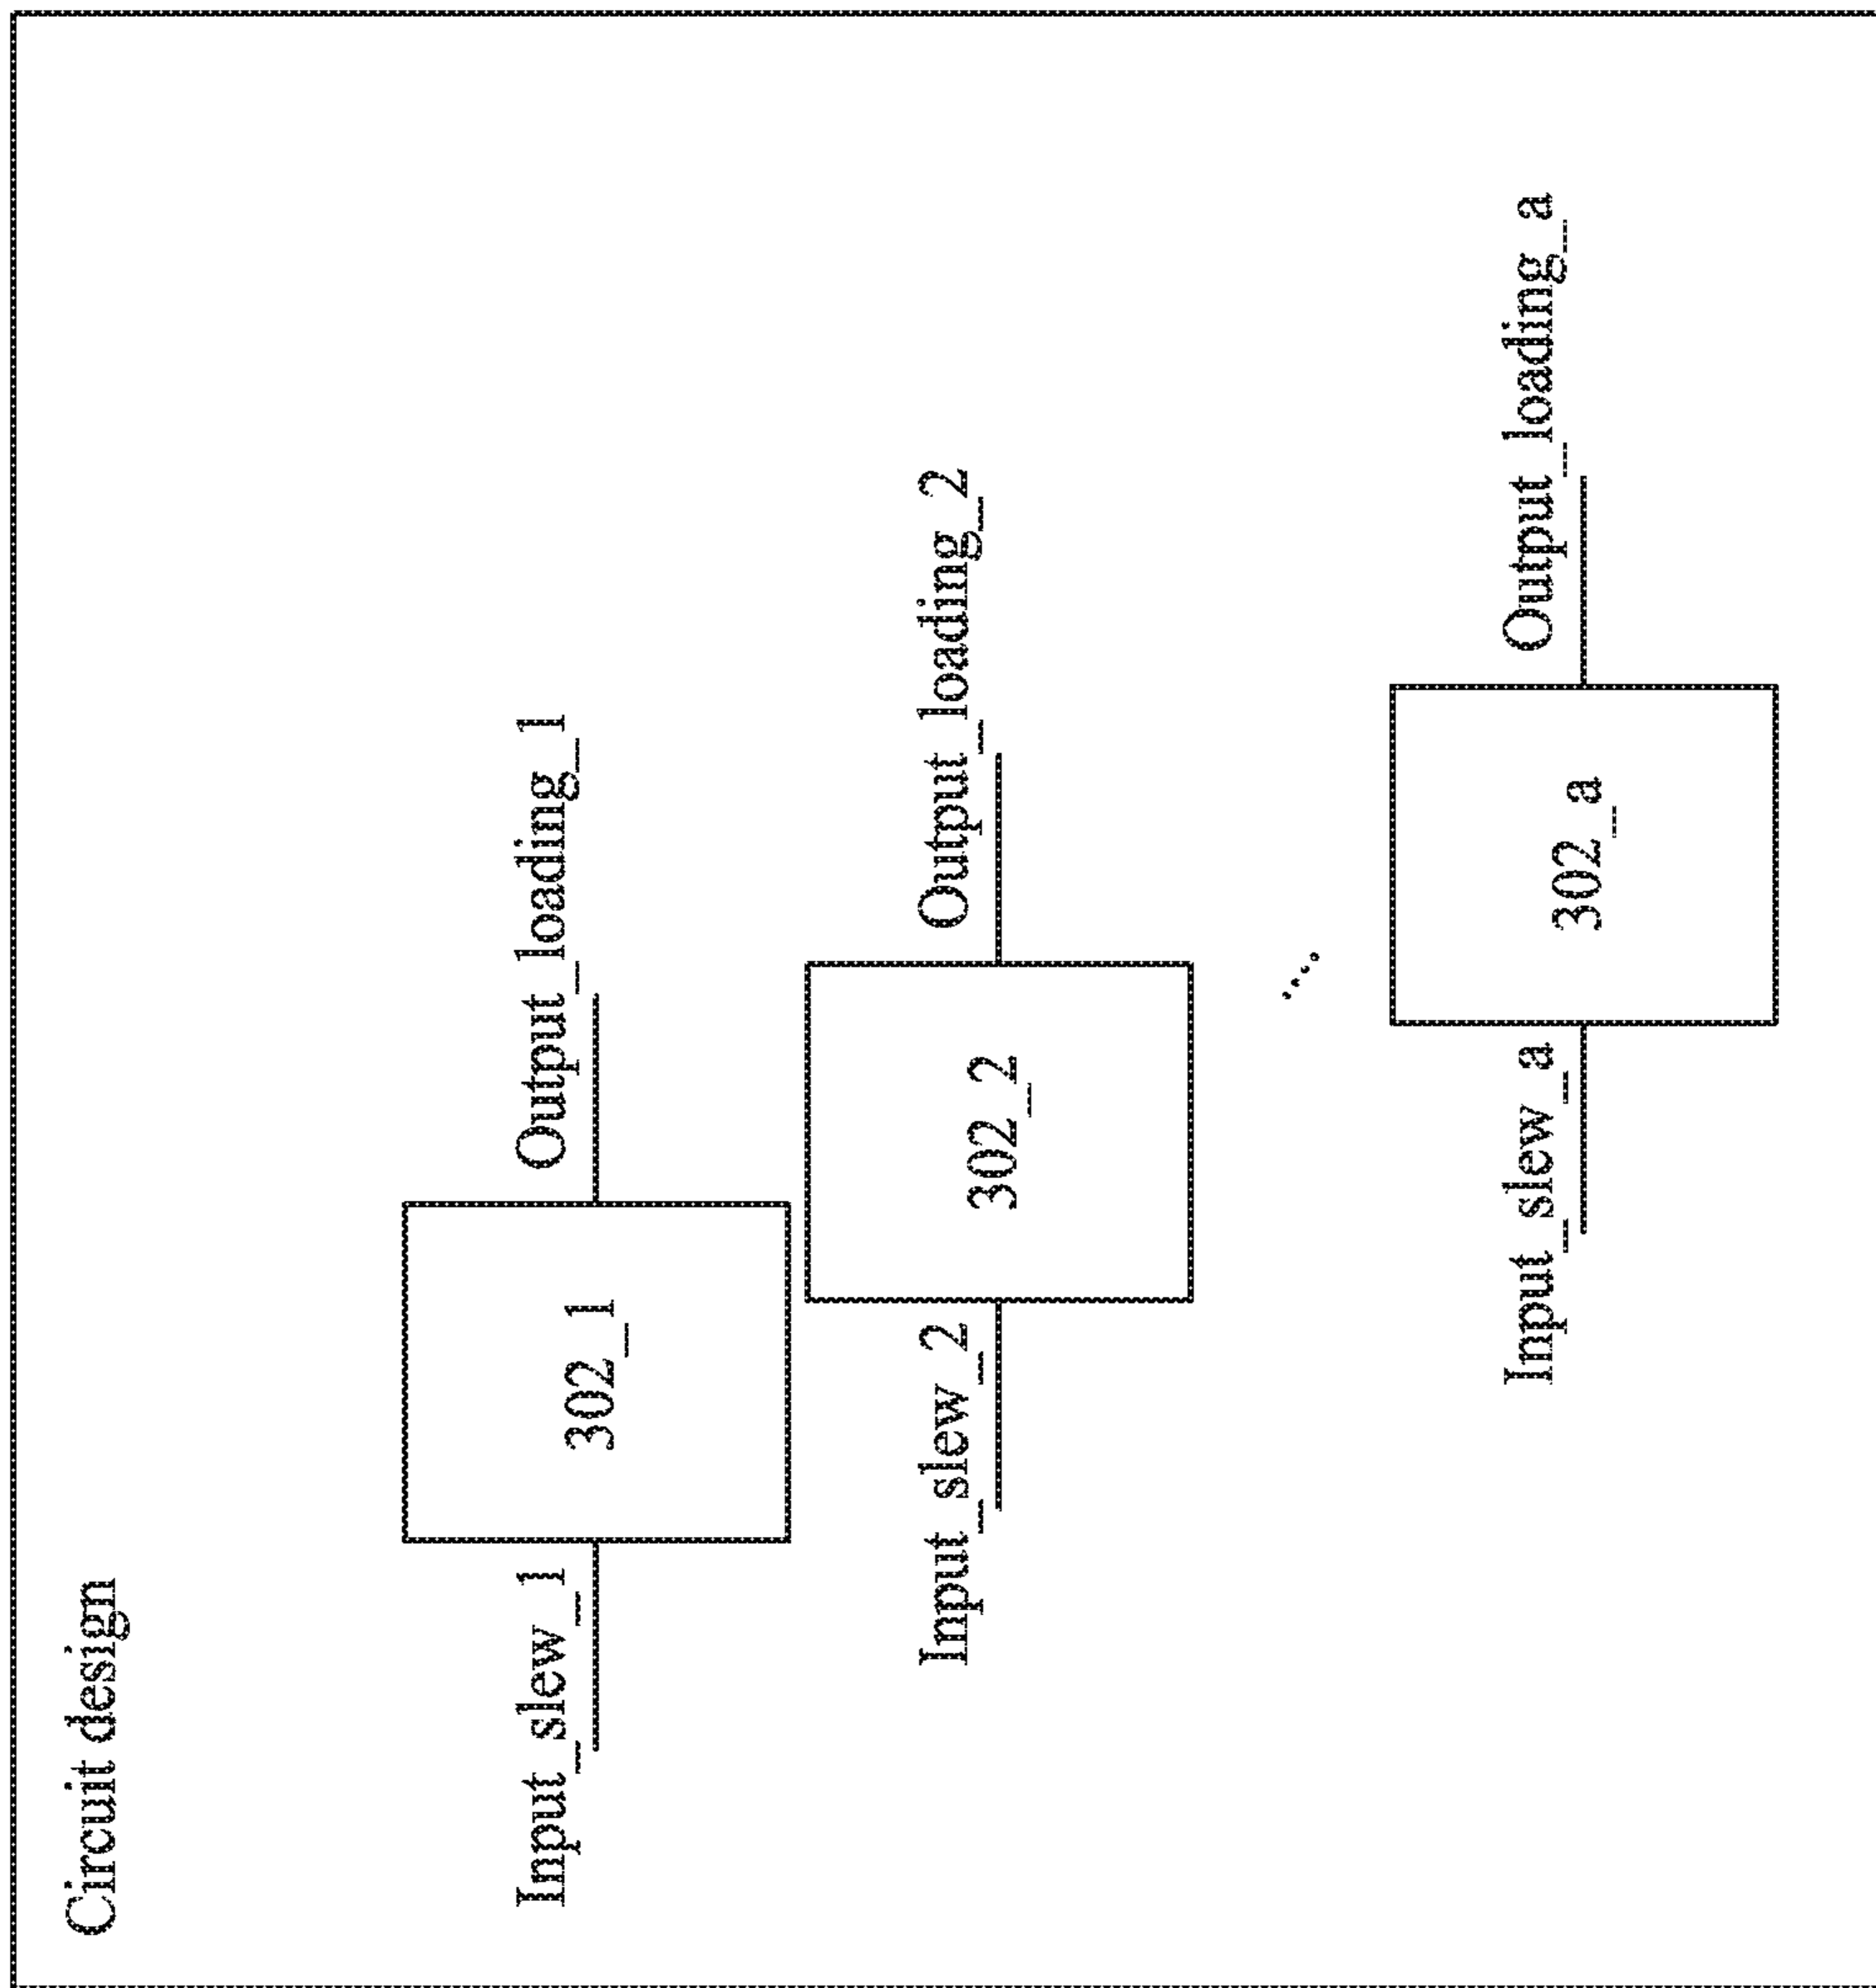 Circuit design
Input_slew_1
302_1
Output_loading_1
Input_slew_2
302_2
Output_loading_2
...
Input_slew_a
302_a
Output_loading_a